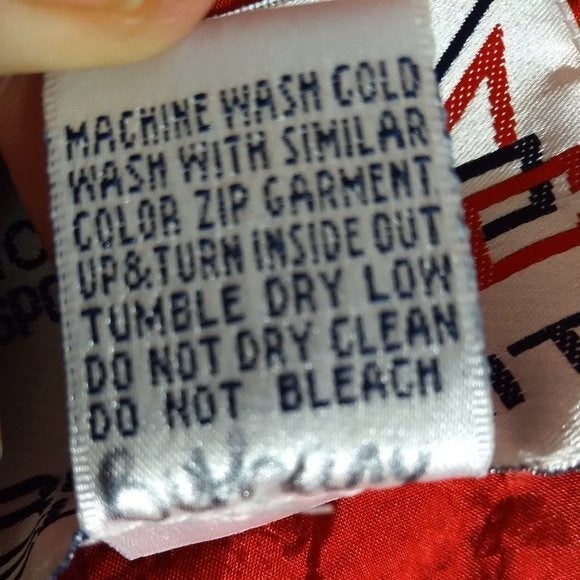 MACHINE WASH COLD
WASH WITH SIMILAR
COLOR ZIP GARMENT
UP&TURN INSIDE OUT
TUMBLE DRY LOW
DO NOT DRY CLEAN
DO NOT BLEACH